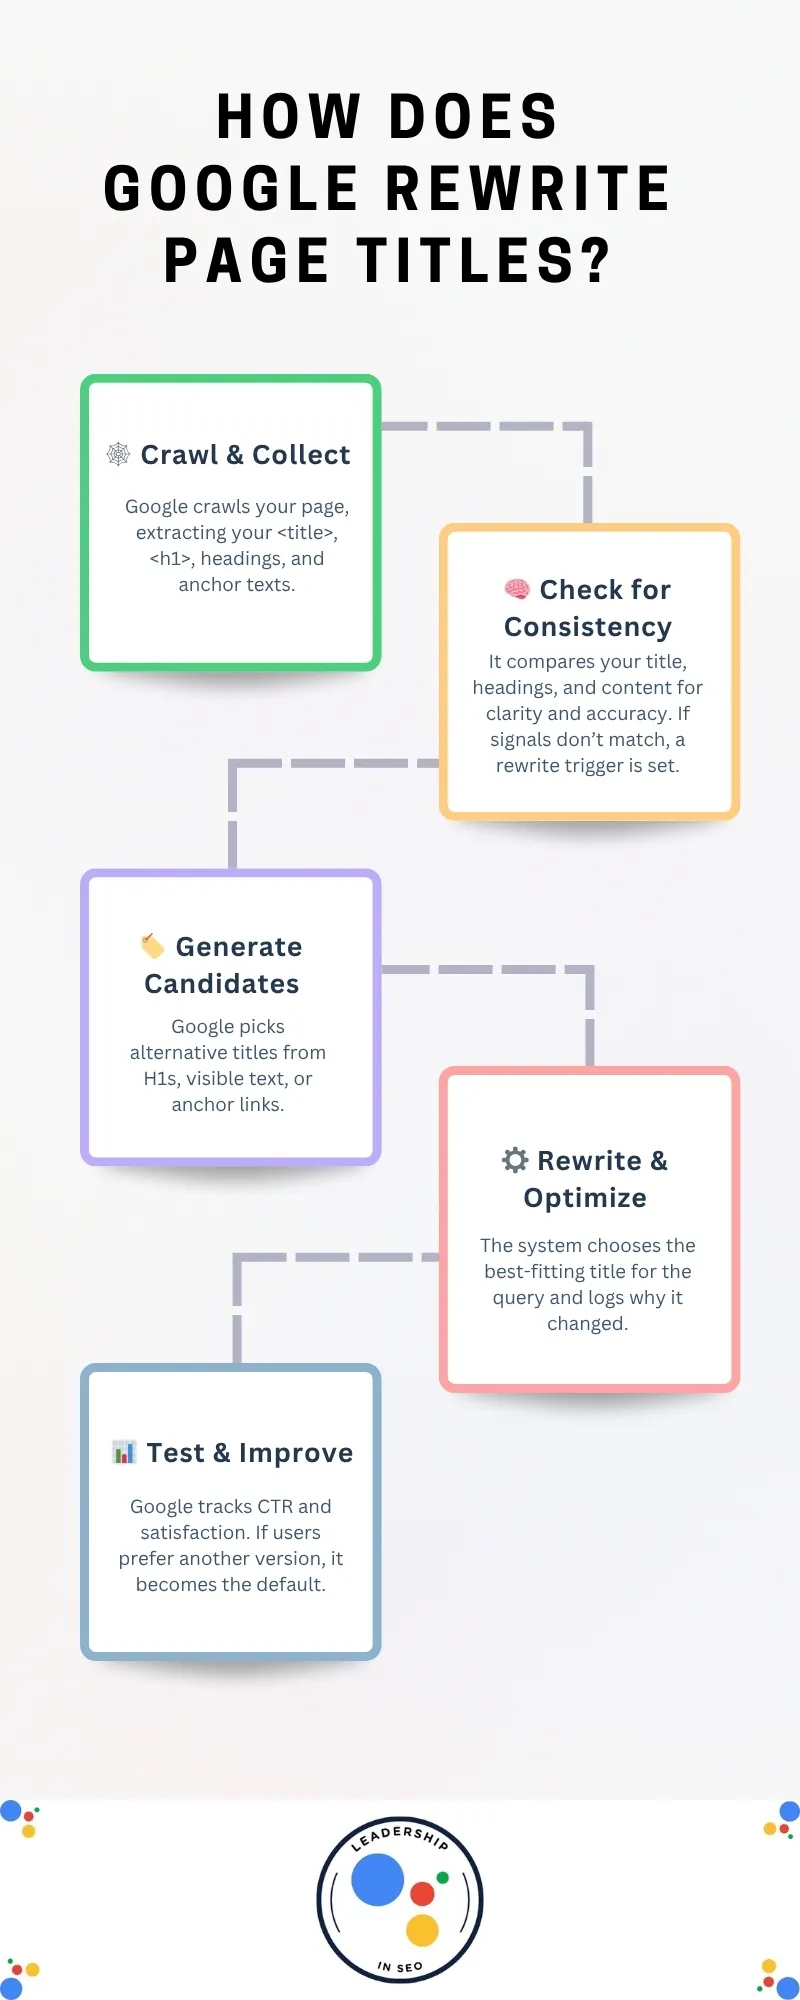 HOW DOES
GOOGLE REWRITE
PAGE TITLES?
Crawl & Collect
Google crawls your page,
extracting your <title>,
<h1>, headings, and
anchor texts.
Check for
Consistency
It compares your title,
headings, and content for
clarity and accuracy. If
signals don’t match, a
rewrite trigger is set.
Generate
Candidates
Google picks
alternative titles from
H1s, visible text, or
anchor links.
Rewrite &
Optimize
The system chooses the
best-fitting title for the
query and logs why it
changed.
Test & Improve
Google tracks CTR and
satisfaction. If users
prefer another version, it
becomes the default.
LEADERSHIP
IN SEO